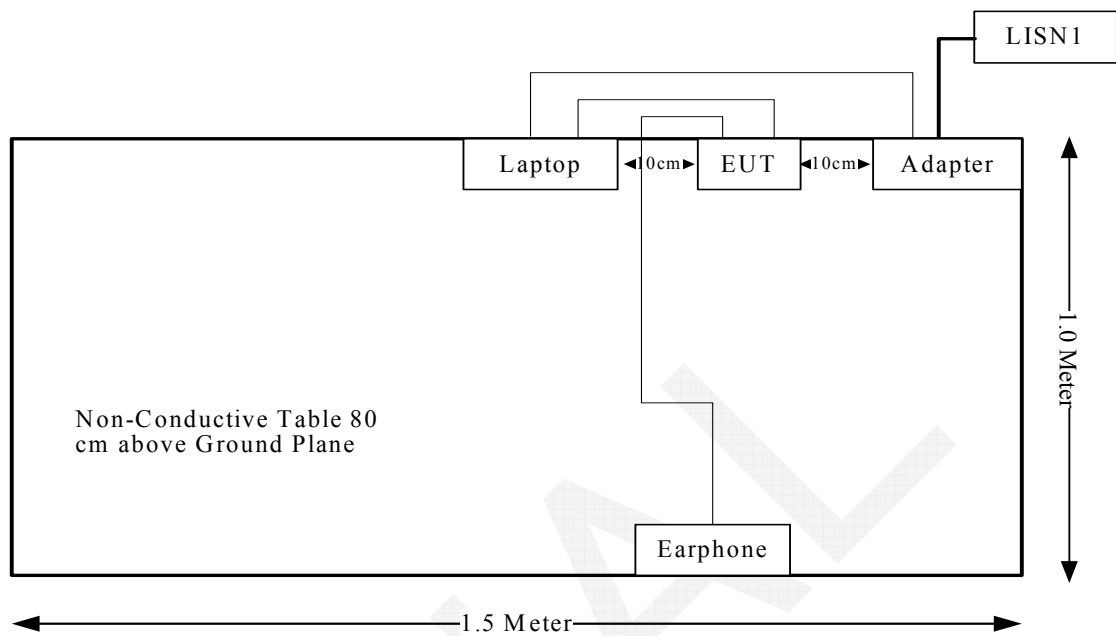 LISN1
Laptop
10cm
EUT
10cm
Adapter
1.0 Meter
Non-Conductive Table 80
cm above Ground Plane
Earphone
1.5 Meter